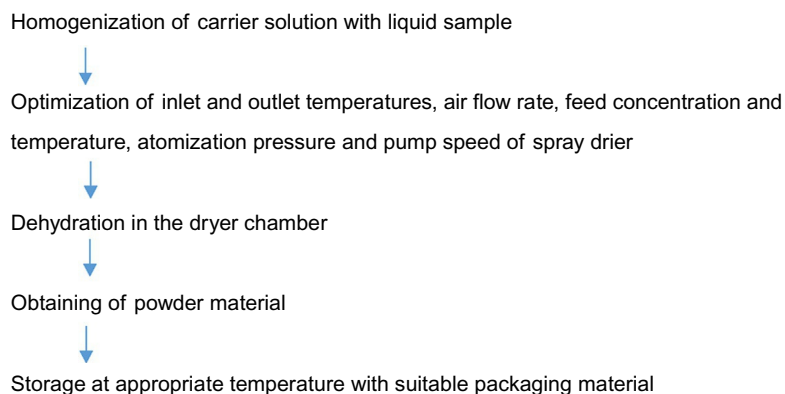 Homogenization of carrier solution with liquid sample
Optimization of inlet and outlet temperatures, air flow rate, feed concentration and
temperature, atomization pressure and pump speed of spray drier
Dehydration in the dryer chamber
Obtaining of powder material
Storage at appropriate temperature with suitable packaging material